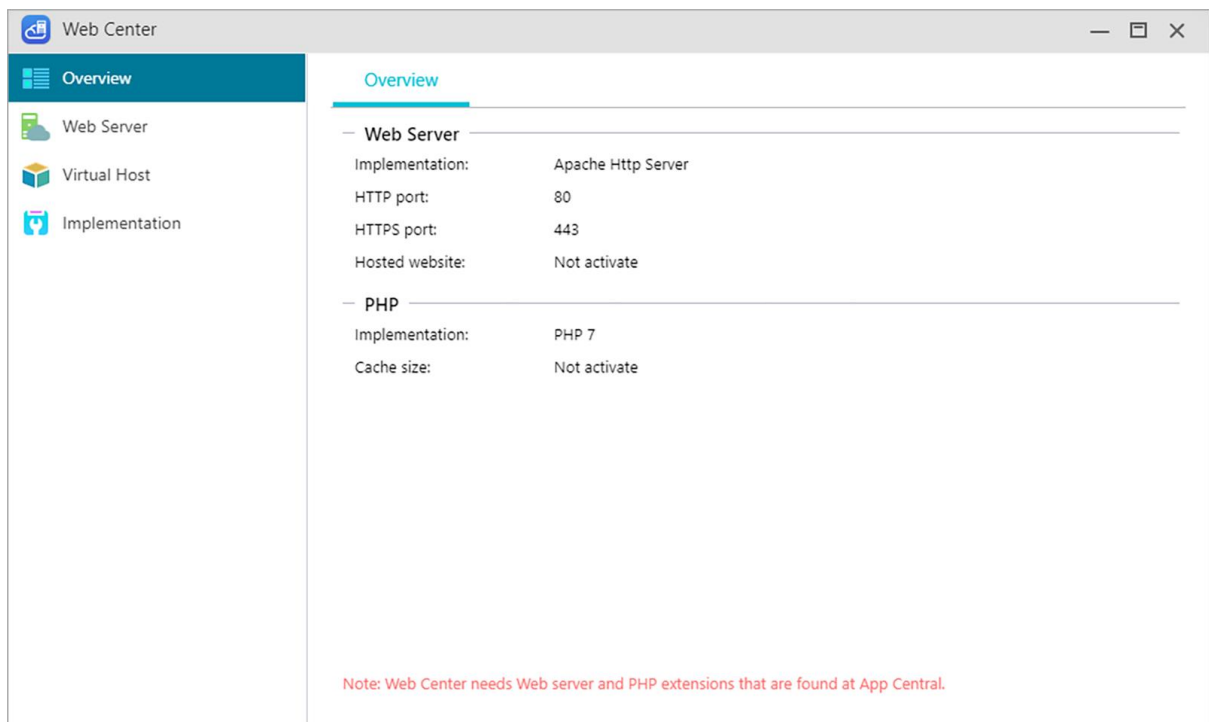 Web Center
Overview
Web Server
Virtual Host
Implementation
Overview
Web Server
Implementation: Apache Http Server
HTTP port: 80
HTTPS port: 443
Hosted website: Not activate
PHP
Implementation: PHP 7
Cache size: Not activate
Note: Web Center needs Web server and PHP extensions that are found at App Central.